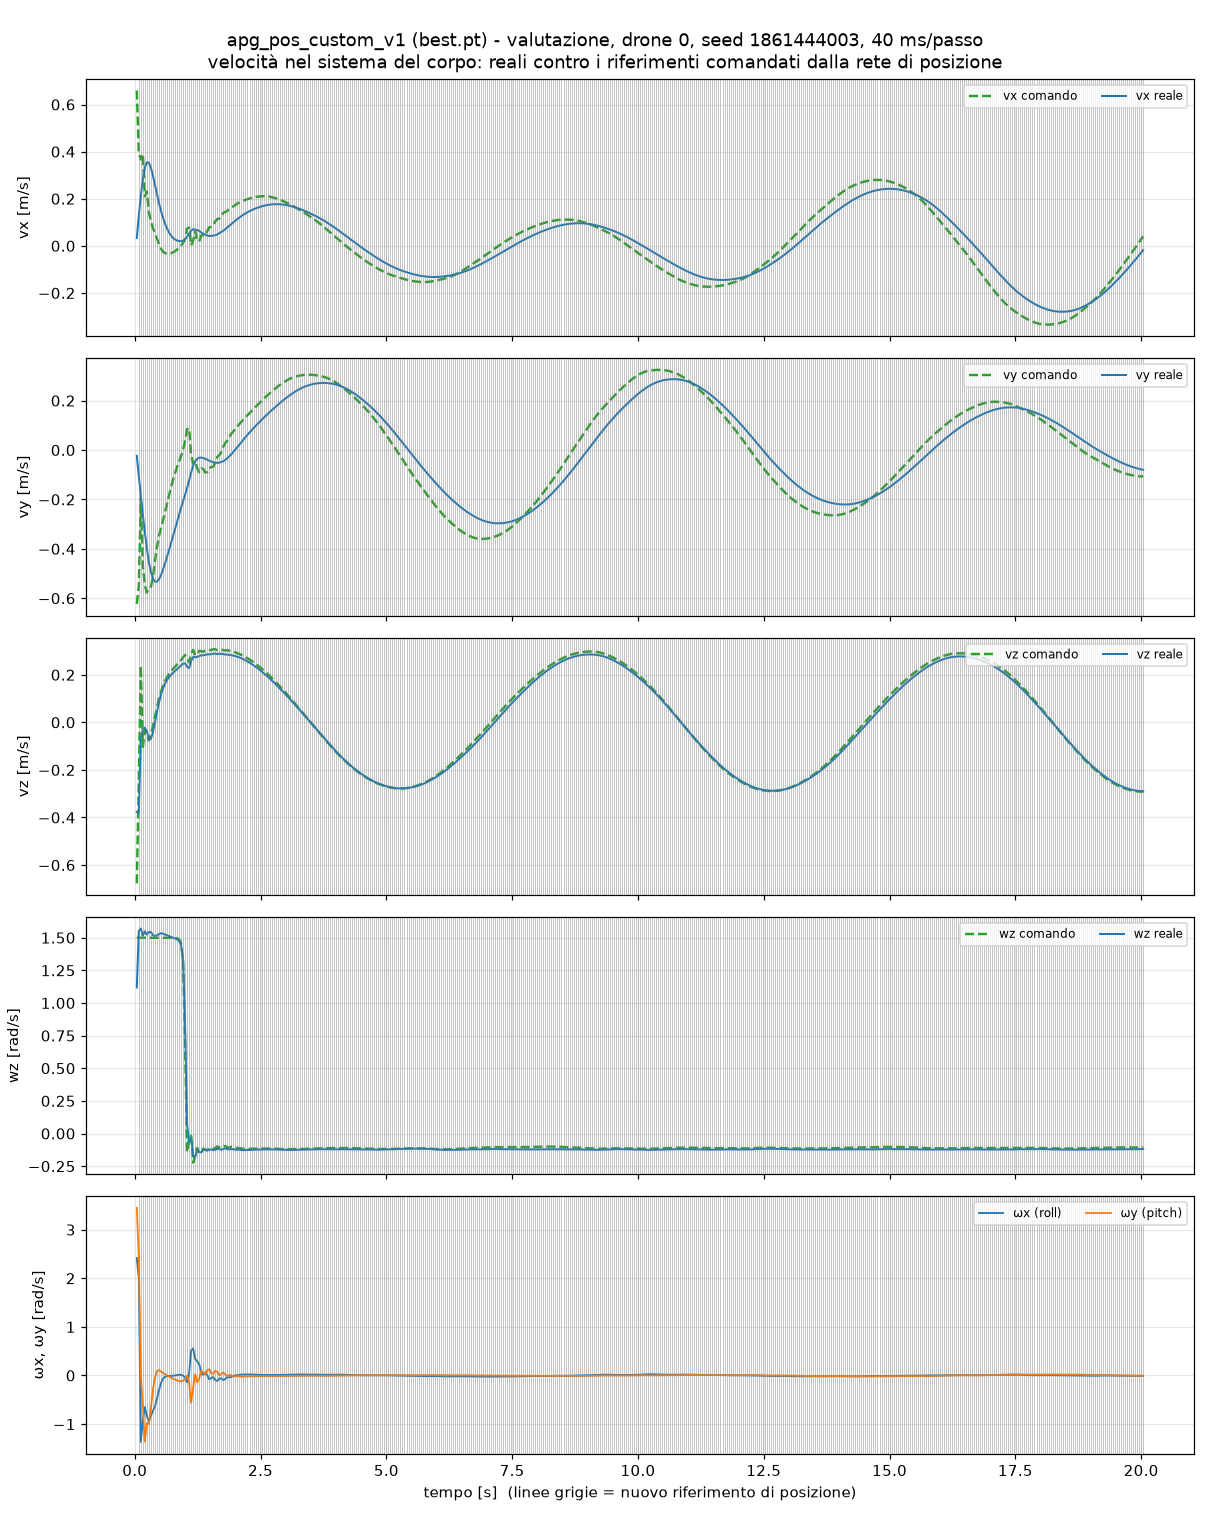 apg_pos_custom_v1 (best.pt) - valutazione, drone 0, seed 1861444003, 40 ms/passo
velocità nel sistema del corpo: reali contro i riferimenti comandati dalla rete di posizione
vx comando vx reale
0.6
0.4
0.2
0.0
−0.2
vx [m/s]
vy comando vy reale
0.2
0.0
−0.2
−0.4
−0.6
vy [m/s]
vz comando vz reale
0.2
0.0
−0.2
−0.4
−0.6
vz [m/s]
wz comando wz reale
1.50
1.25
1.00
0.75
0.50
0.25
0.00
−0.25
wz [rad/s]
ωx (roll) ωy (pitch)
3
2
1
0
−1
ωx, ωy [rad/s]
0.0 2.5 5.0 7.5 10.0 12.5 15.0 17.5 20.0
tempo [s] (linee grigie = nuovo riferimento di posizione)